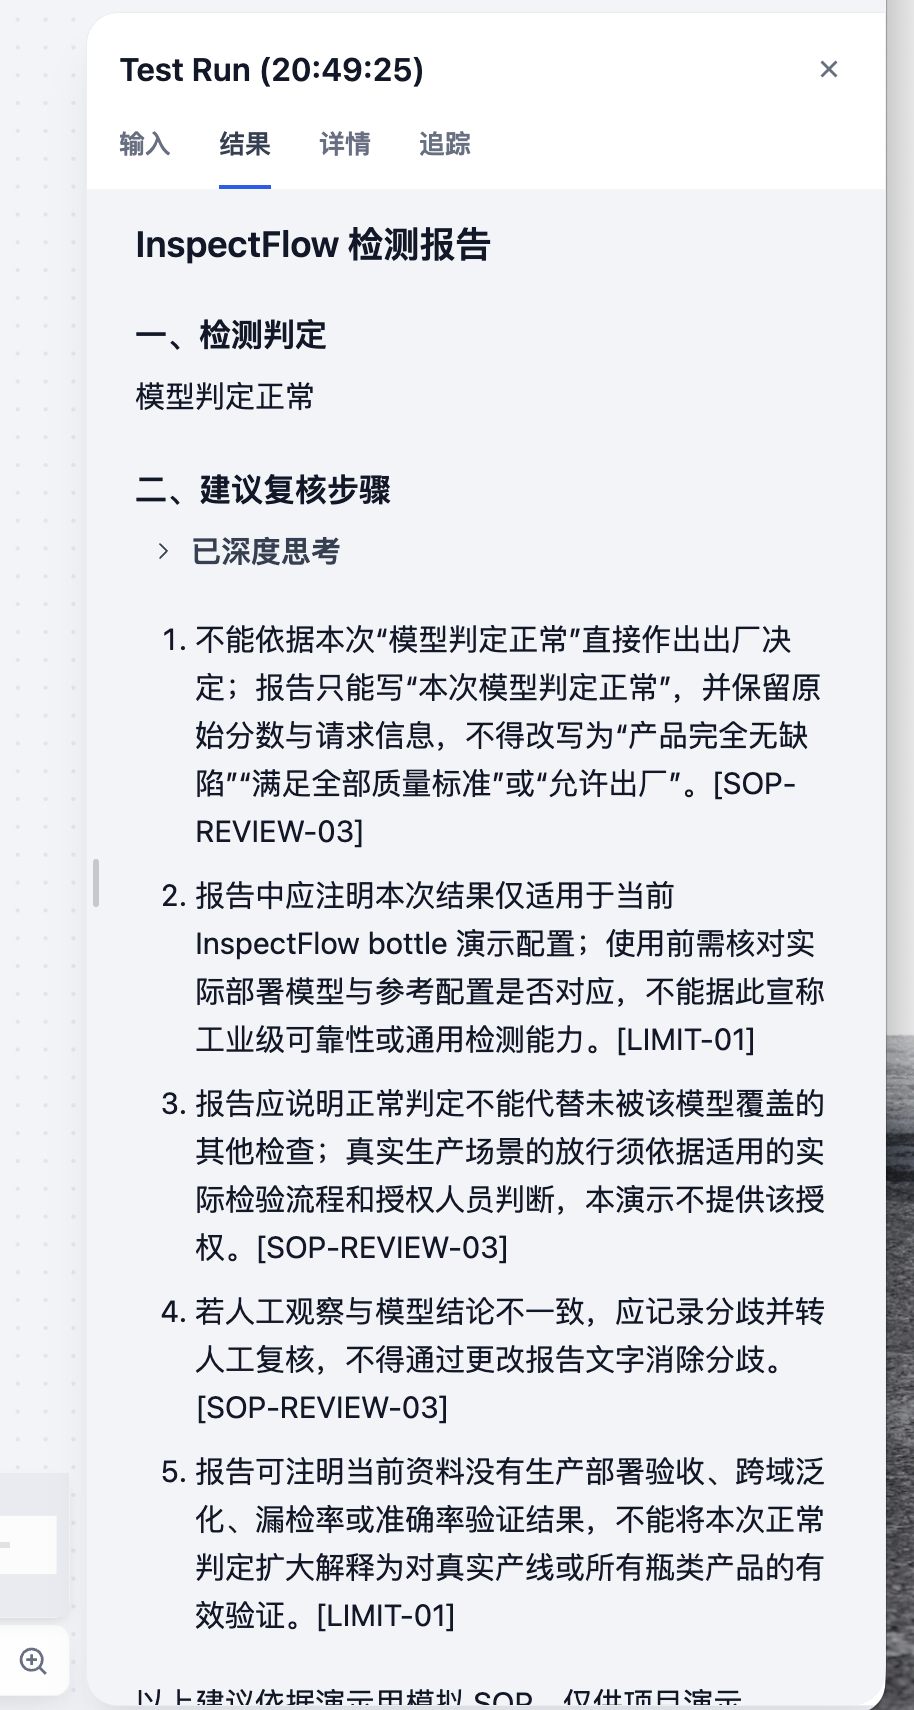 Test Run (20:49:25)
输入 结果 详情 追踪
InspectFlow 检测报告
一、检测判定
模型判定正常
二、建议复核步骤
已深度思考
1. 不能依据本次“模型判定正常”直接作出出厂决
定；报告只能写“本次模型判定正常”，并保留原
始分数与请求信息，不得改写为“产品完全无缺
陷”“满足全部质量标准”或“允许出厂”。[SOP-
REVIEW-03]
2. 报告中应注明本次结果仅适用于当前
InspectFlow bottle 演示配置；使用前需核对实
际部署模型与参考配置是否对应，不能据此宣称
工业级可靠性或通用检测能力。[LIMIT-01]
3. 报告应说明正常判定不能代替未被该模型覆盖的
其他检查；真实生产场景的放行须依据适用的实
际检验流程和授权人员判断，本演示不提供该授
权。[SOP-REVIEW-03]
4. 若人工观察与模型结论不一致，应记录分歧并转
人工复核，不得通过更改报告文字消除分歧。
[SOP-REVIEW-03]
5. 报告可注明当前资料没有生产部署验收、跨域泛
化、漏检率或准确率验证结果，不能将本次正常
判定扩大解释为对真实产线或所有瓶类产品的有
效验证。[LIMIT-01]
以上建议依据演示用模拟 SOP，仅供项目演示